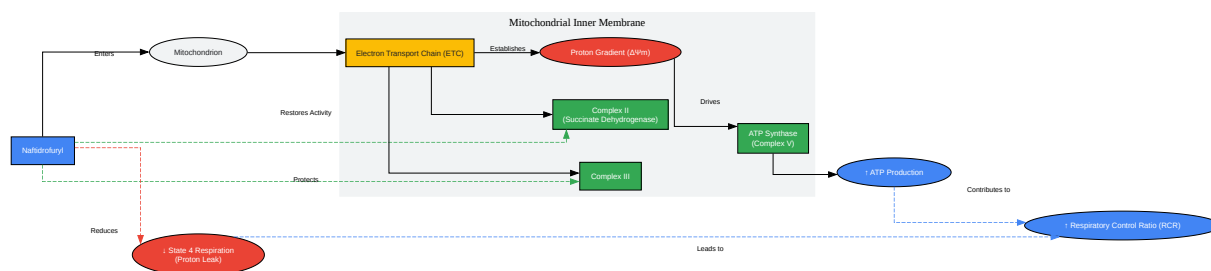 Mitochondrial Inner Membrane
Enters
Mitochondrion
Electron Transport Chain (ETC)
Establishes
Proton Gradient (ΔΨm)
Restores Activity
Complex II
(Succinate Dehydrogenase)
Drives
Naftidrofuryl
ATP Synthase
(Complex V)
Protects
Complex III
↑ ATP Production
Contributes to
Reduces
↑ Respiratory Control Ratio (RCR)
↓ State 4 Respiration
(Proton Leak)
Leads to